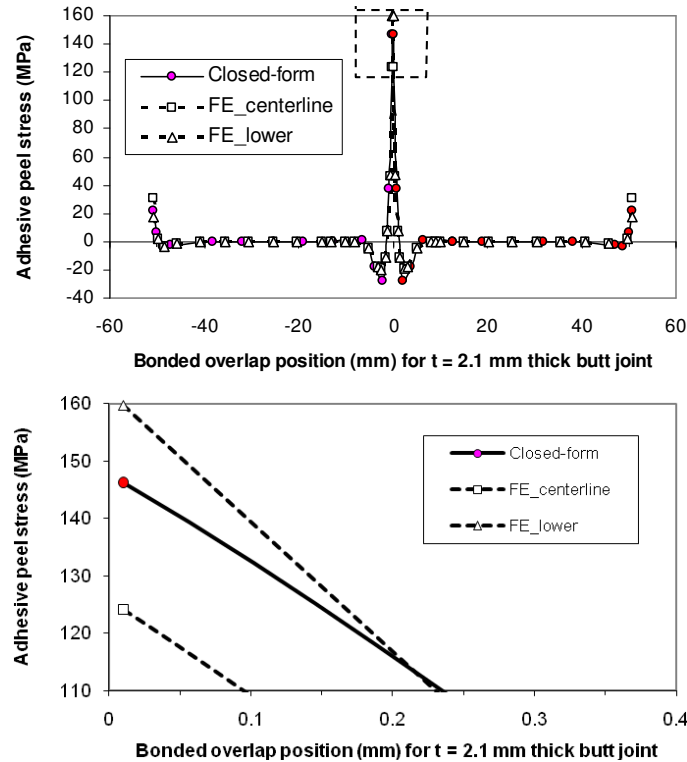 160
140
120
100
80
60
40
20
0
-20
-40
Adhesive peel stress (MPa)
Closed-form
FE_centerline
FE_lower
-60 -40 -20 0 20 40 60
Bonded overlap position (mm) for t = 2.1 mm thick butt joint
160
150
140
130
120
110
Adhesive peel stress (MPa)
Closed-form
FE_centerline
FE_lower
0 0.1 0.2 0.3 0.4
Bonded overlap position (mm) for t = 2.1 mm thick butt joint